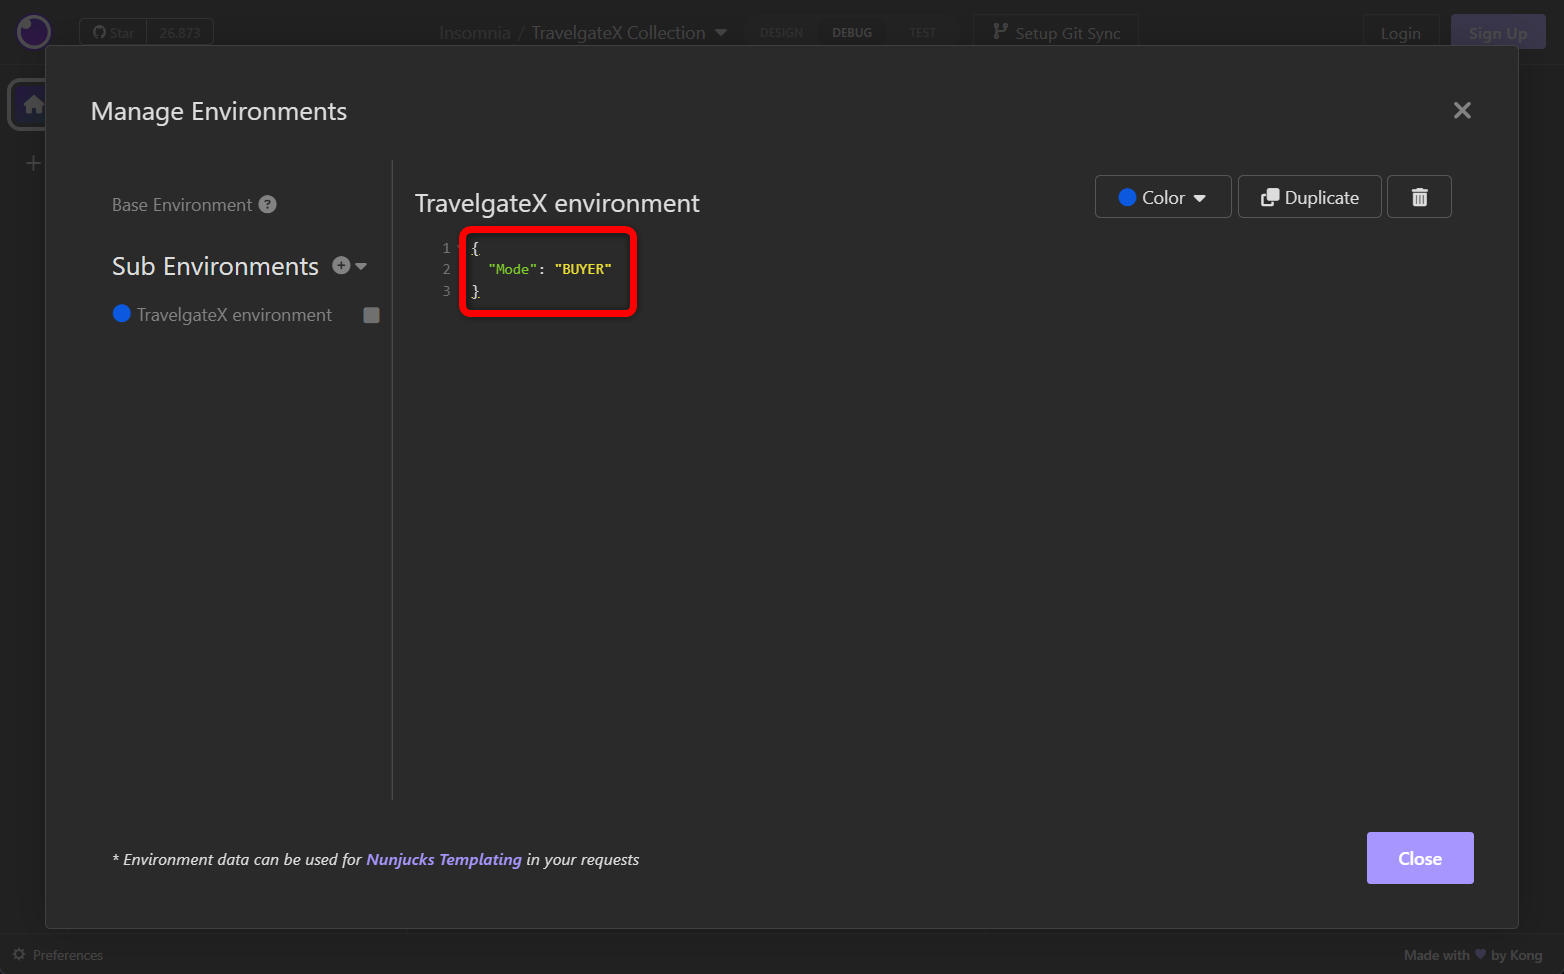 Star 26.873 Insomnia / TravelgateX Collection DESIGN DEBUG TEST Setup Git Sync Login Sign Up
Manage Environments
Base Environment ?
Sub Environments
TravelgateX environment
TravelgateX environment
Color Duplicate
1 {
2 "Mode": "BUYER"
3 }
* Environment data can be used for Nunjucks Templating in your requests
Close
Preferences
Made with ♥ by Kong